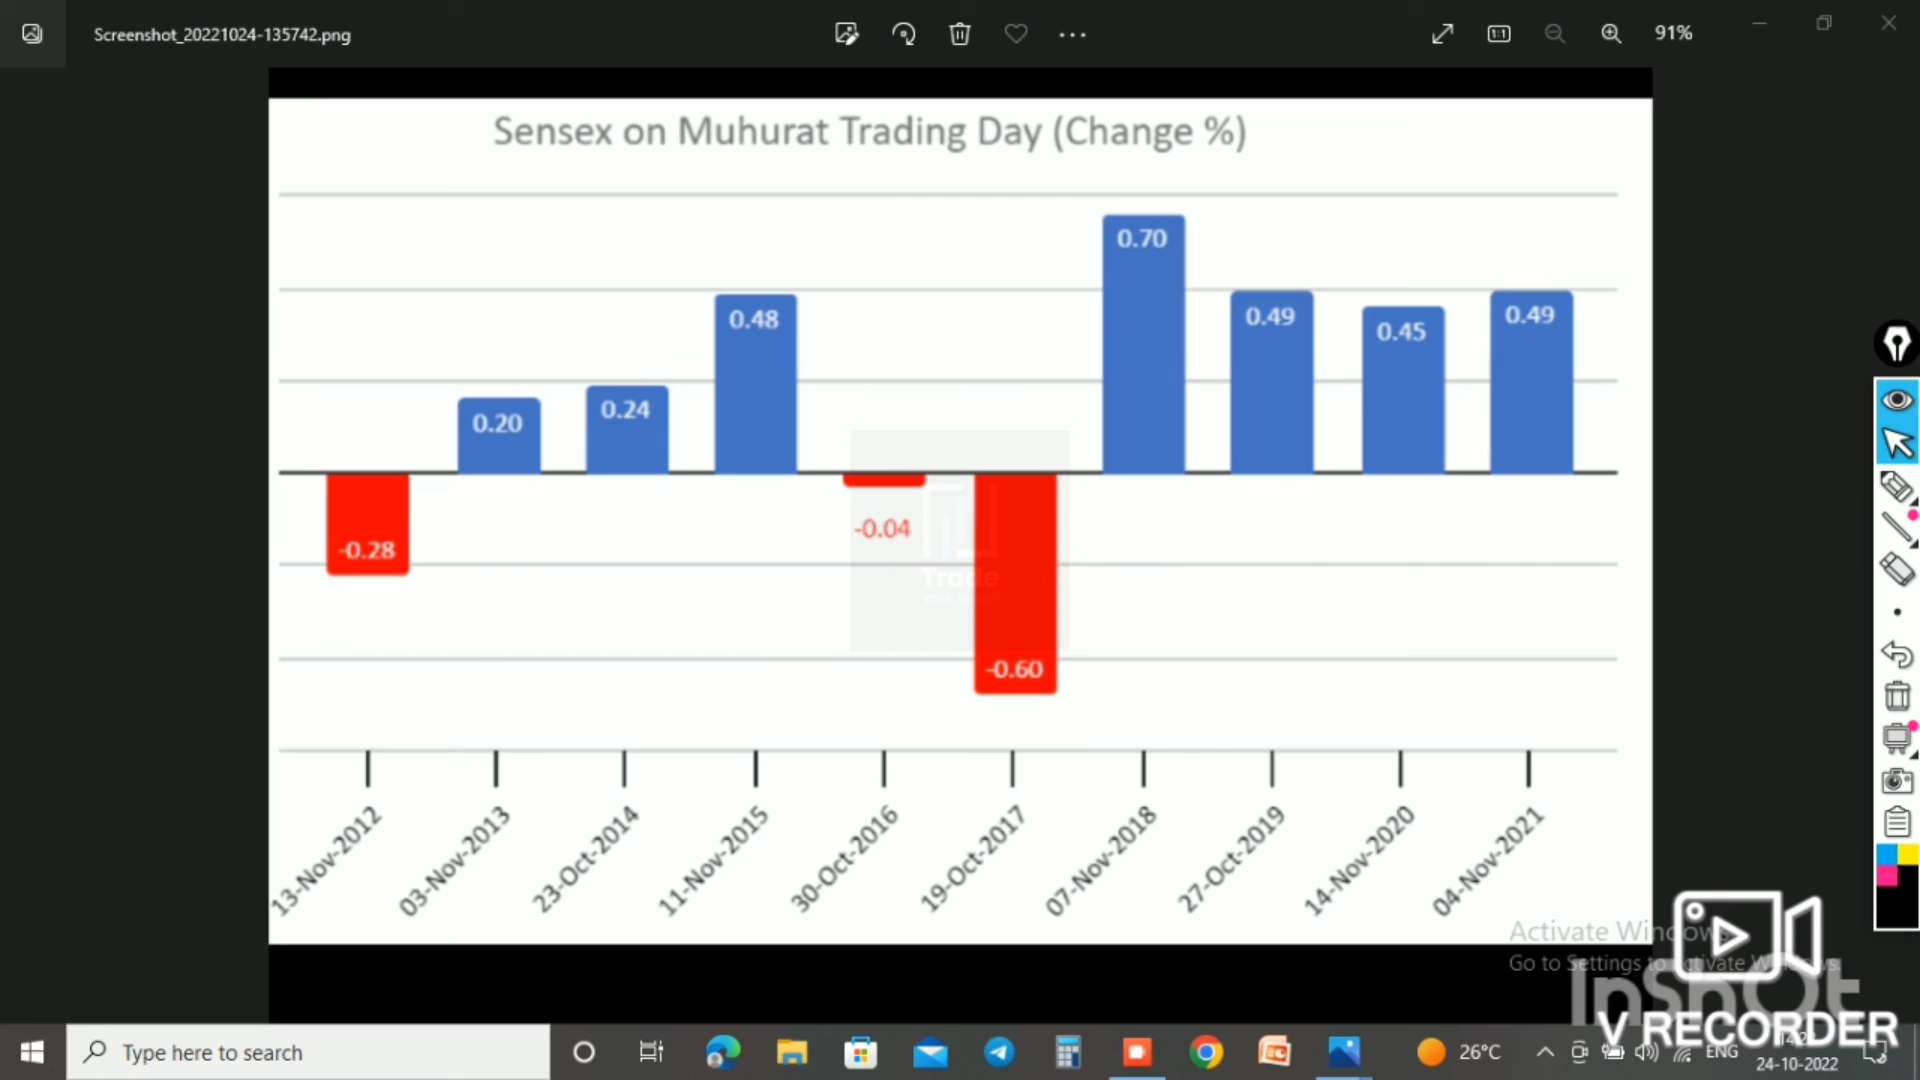 Screenshot_20221024-135742.png
91%
Sensex on Muhurat Trading Day (Change %)
0.70
0.48
0.49
0.45
0.49
0.20
0.24
-0.28
-0.04
Trade
-0.60
13-Nov-2012
03-Nov-2013
23-Oct-2014
11-Nov-2015
30-Oct-2016
19-Oct-2017
07-Nov-2018
27-Oct-2019
14-Nov-2020
04-Nov-2021
Activate Windows
Go to Settings to activate Windows.
InShOt
V RECORDER
Type here to search
26°C
ENG
24-10-2022